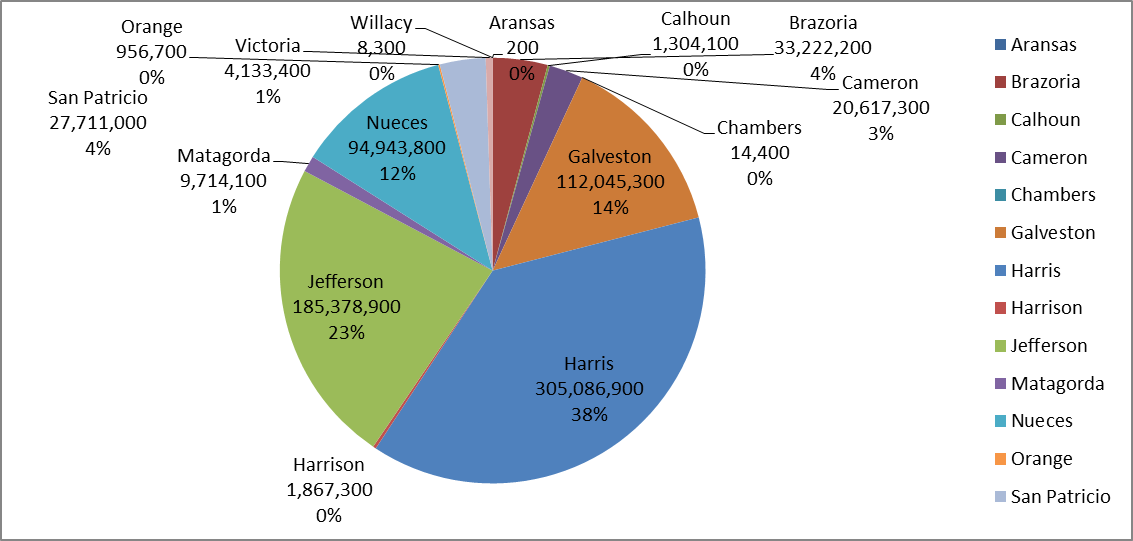 Orange
956,700
0%
Victoria
4,133,400
1%
Willacy
8,300
0%
Aransas
200
0%
Calhoun
1,304,100
0%
Brazoria
33,222,200
4%
Cameron
20,617,300
3%
Chambers
14,400
0%
San Patricio
27,711,000
4%
Matagorda
9,714,100
1%
Nueces
94,943,800
12%
Galveston
112,045,300
14%
Jefferson
185,378,900
23%
Harris
305,086,900
38%
Harrison
1,867,300
0%
Aransas
Brazoria
Calhoun
Cameron
Chambers
Galveston
Harris
Harrison
Jefferson
Matagorda
Nueces
Orange
San Patricio